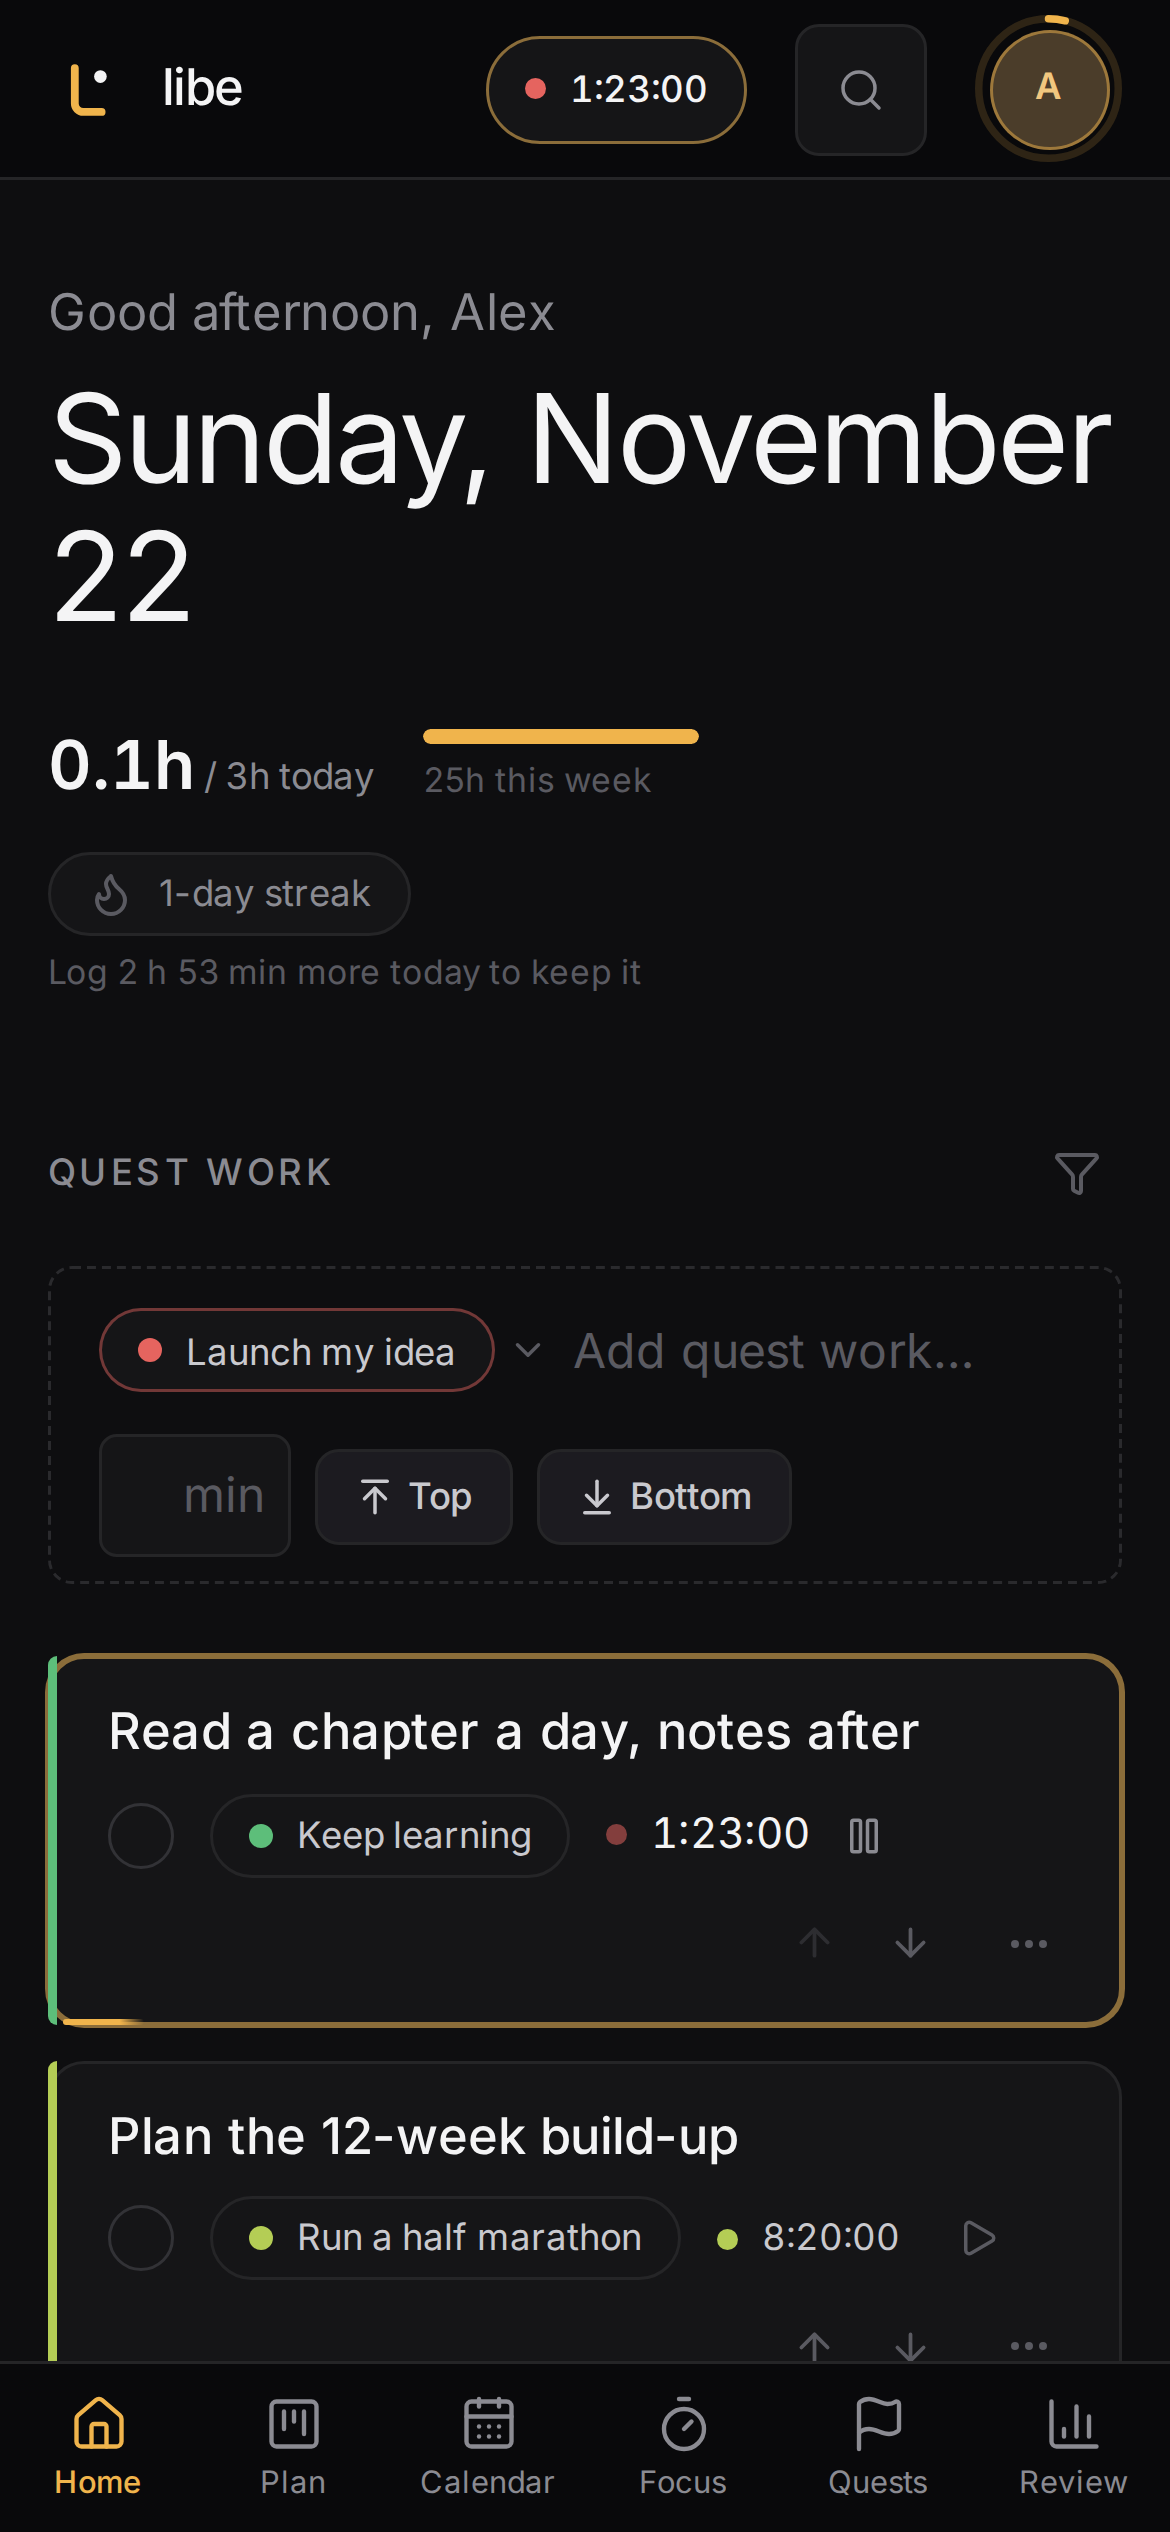 libe
1:23:00
A
Good afternoon, Alex
Sunday, November
22
0.1h / 3h today
25h this week
1-day streak
Log 2 h 53 min more today to keep it
QUEST WORK
Launch my idea
Add quest work...
min
Top
Bottom
Read a chapter a day, notes after
Keep learning
1:23:00
Plan the 12-week build-up
Run a half marathon
8:20:00
Home
Plan
Calendar
Focus
Quests
Review